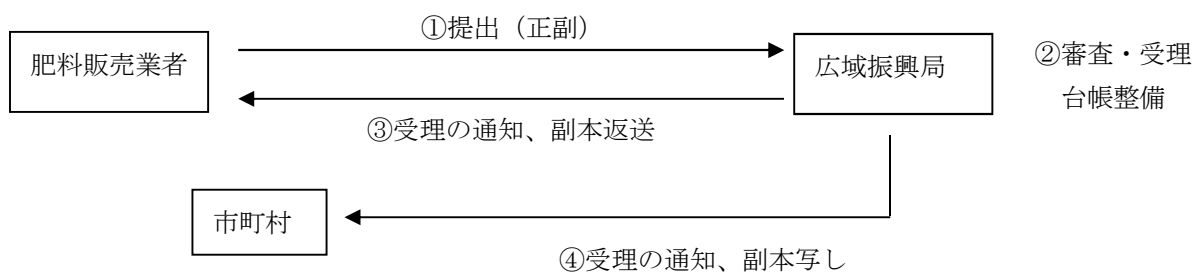 ①提出（正副）
肥料販売業者
広域振興局
②審査・受理
台帳整備
③受理の通知、副本返送
市町村
④受理の通知、副本写し